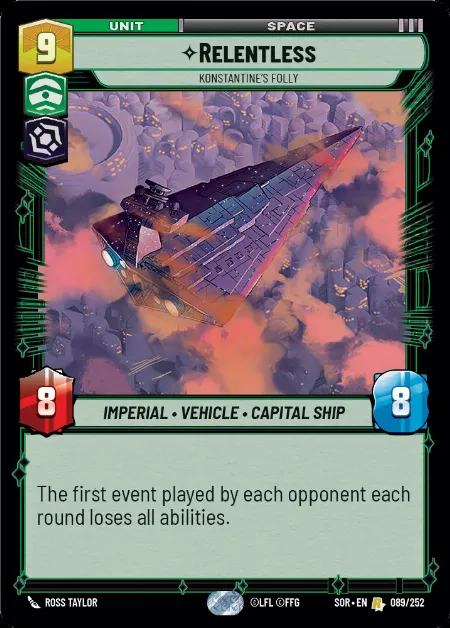 UNIT SPACE
9
✧RELENTLESS
KONSTANTINE'S FOLLY
8 IMPERIAL • VEHICLE • CAPITAL SHIP 8
The first event played by each opponent each
round loses all abilities.
ROSS TAYLOR ©LFL ©FFG SOR • EN R 089/252